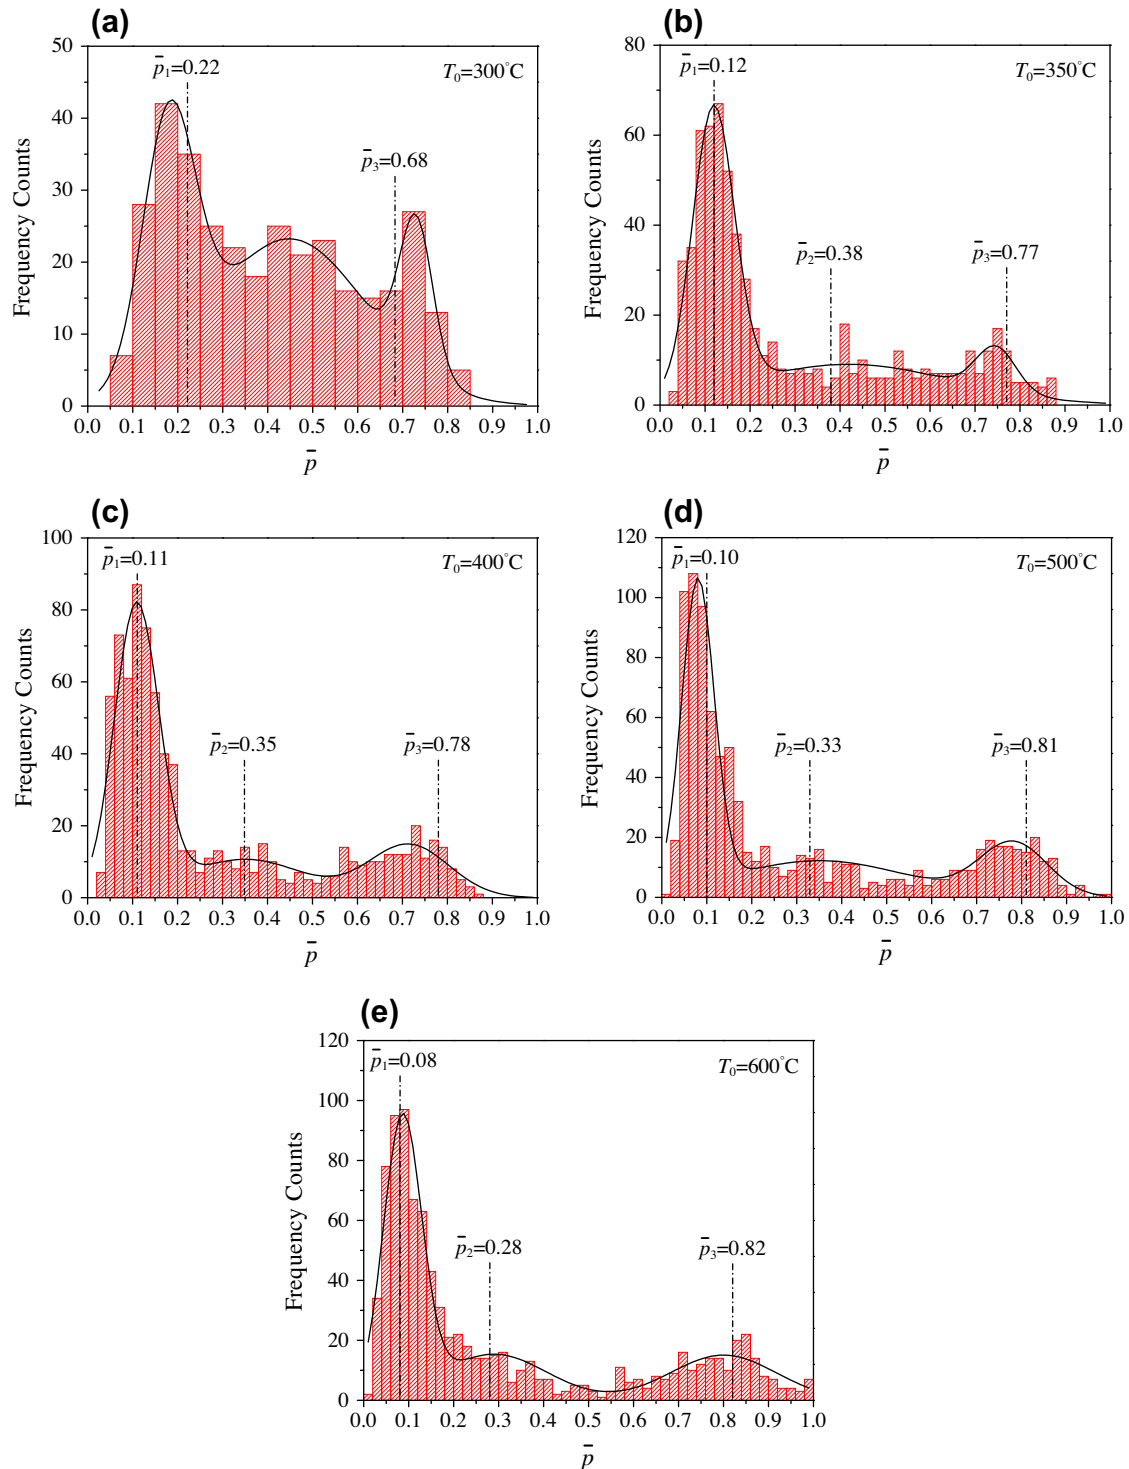 (a)
T₀=300°C
p̄₁=0.22
p̄₃=0.68
Frequency Counts
50
40
30
20
10
0
0.0 0.1 0.2 0.3 0.4 0.5 0.6 0.7 0.8 0.9 1.0
p̄
(b)
T₀=350°C
p̄₁=0.12
p̄₂=0.38
p̄₃=0.77
Frequency Counts
80
60
40
20
0
0.0 0.1 0.2 0.3 0.4 0.5 0.6 0.7 0.8 0.9 1.0
p̄
(c)
T₀=400°C
p̄₁=0.11
p̄₂=0.35
p̄₃=0.78
Frequency Counts
100
80
60
40
20
0
0.0 0.1 0.2 0.3 0.4 0.5 0.6 0.7 0.8 0.9 1.0
p̄
(d)
T₀=500°C
p̄₁=0.10
p̄₂=0.33
p̄₃=0.81
Frequency Counts
120
100
80
60
40
20
0
0.0 0.1 0.2 0.3 0.4 0.5 0.6 0.7 0.8 0.9 1.0
p̄
(e)
T₀=600°C
p̄₁=0.08
p̄₂=0.28
p̄₃=0.82
Frequency Counts
120
100
80
60
40
20
0
0.0 0.1 0.2 0.3 0.4 0.5 0.6 0.7 0.8 0.9 1.0
p̄